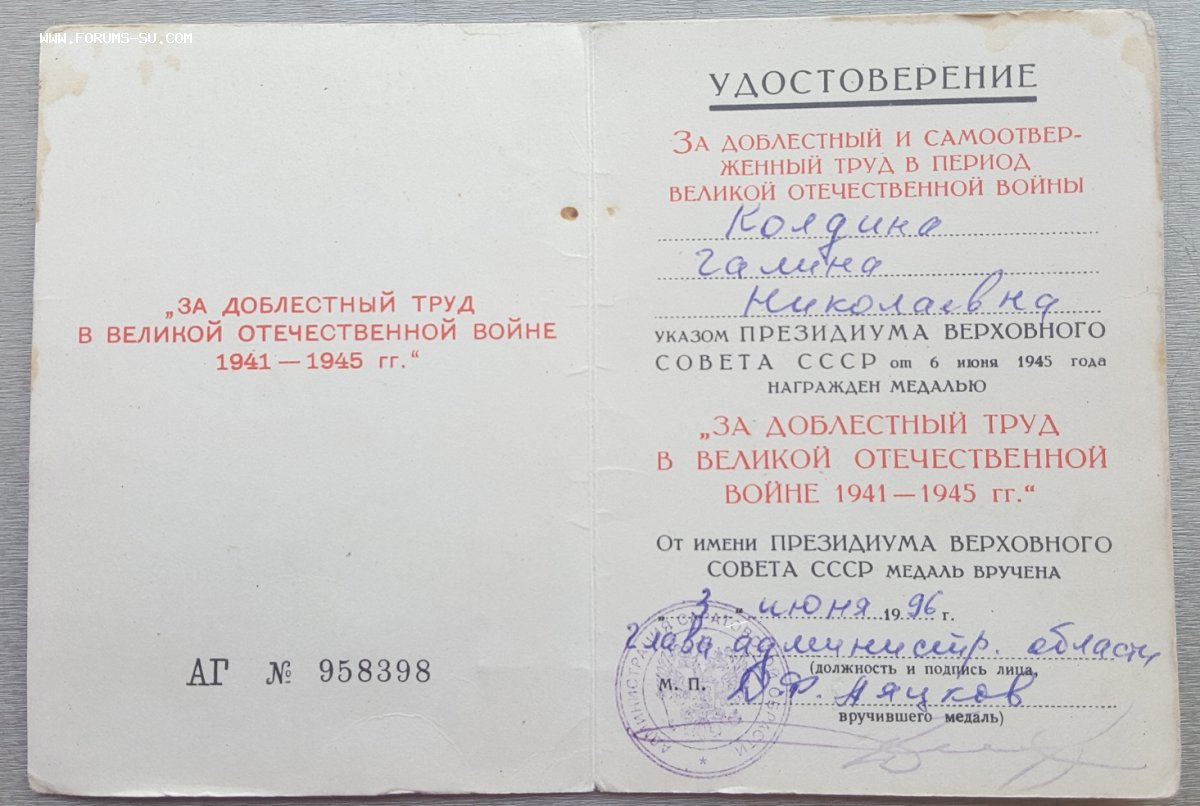 www.forums-su.com
„ЗА ДОБЛЕСТНЫЙ ТРУД
В ВЕЛИКОЙ ОТЕЧЕСТВЕННОЙ ВОЙНЕ
1941 — 1945 гг.“
АГ № 958398
УДОСТОВЕРЕНИЕ
ЗА ДОБЛЕСТНЫЙ И САМООТВЕР-
ЖЕННЫЙ ТРУД В ПЕРИОД
ВЕЛИКОЙ ОТЕЧЕСТВЕННОЙ ВОЙНЫ
Колдина
Галина
Николаевна
УКАЗОМ ПРЕЗИДИУМА ВЕРХОВНОГО
СОВЕТА СССР от 6 июня 1945 года
НАГРАЖДЕН МЕДАЛЬЮ
„ЗА ДОБЛЕСТНЫЙ ТРУД
В ВЕЛИКОЙ ОТЕЧЕСТВЕННОЙ
ВОЙНЕ 1941 — 1945 гг.“
ОТ ИМЕНИ ПРЕЗИДИУМА ВЕРХОВНОГО
СОВЕТА СССР МЕДАЛЬ ВРУЧЕНА
„ 3 “ июня 1996 г.
Глава администр. области
(должность и подпись лица,
М. П. Д.Ф. Аяцков
вручившего медаль)
АДМИНИСТРАЦИЯ САРАТОВСКОЙ ОБЛАСТИ